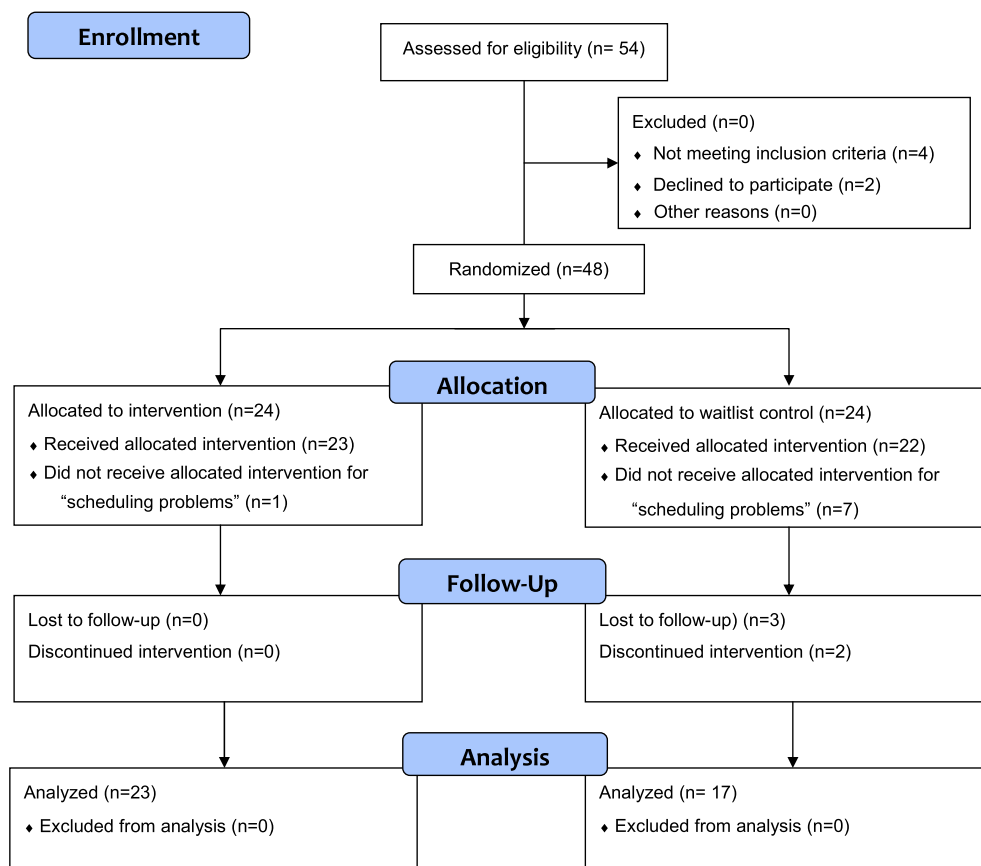 Enrollment
Assessed for eligibility (n= 54)
Excluded (n=0)
♦ Not meeting inclusion criteria (n=4)
♦ Declined to participate (n=2)
♦ Other reasons (n=0)
Randomized (n=48)
Allocation
Allocated to intervention (n=24)
♦ Received allocated intervention (n=23)
♦ Did not receive allocated intervention for
“scheduling problems” (n=1)
Allocated to waitlist control (n=24)
♦ Received allocated intervention (n=22)
♦ Did not receive allocated intervention for
“scheduling problems” (n=7)
Follow-Up
Lost to follow-up (n=0)
Discontinued intervention (n=0)
Lost to follow-up) (n=3)
Discontinued intervention (n=2)
Analysis
Analyzed (n=23)
♦ Excluded from analysis (n=0)
Analyzed (n= 17)
♦ Excluded from analysis (n=0)